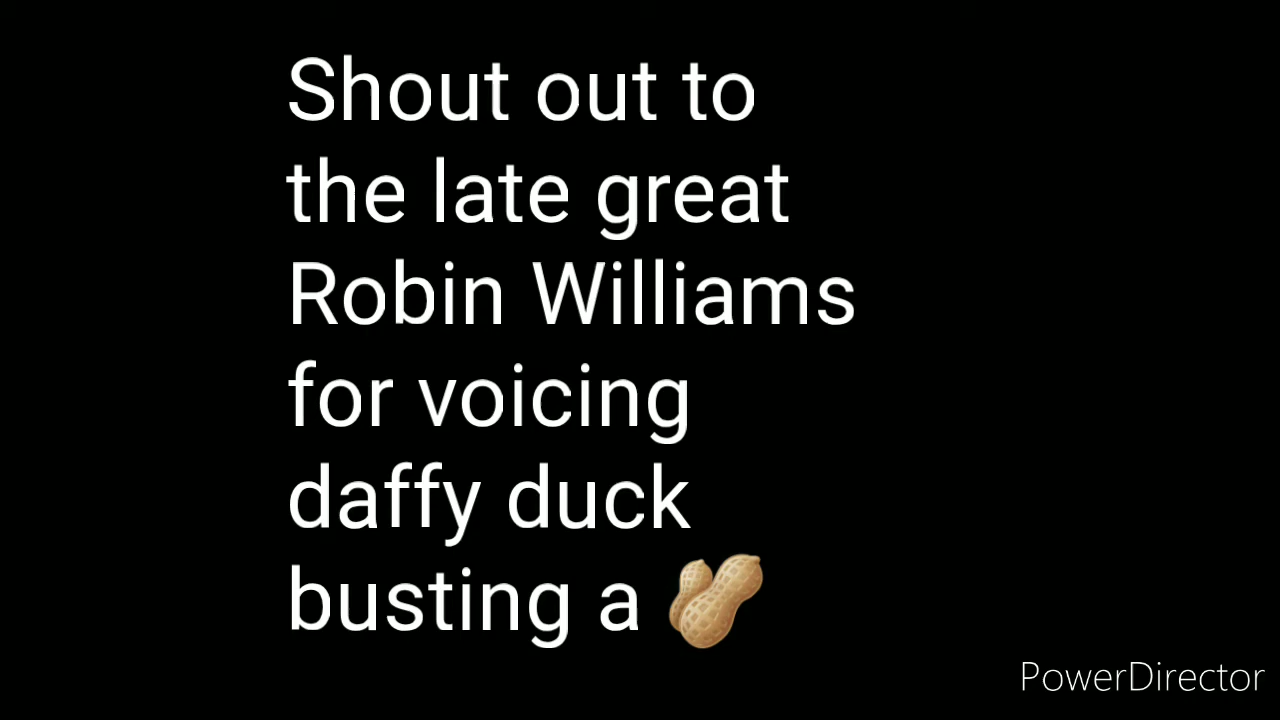 Shout out to
the late great
Robin Williams
for voicing
daffy duck
busting a 🥜
PowerDirector